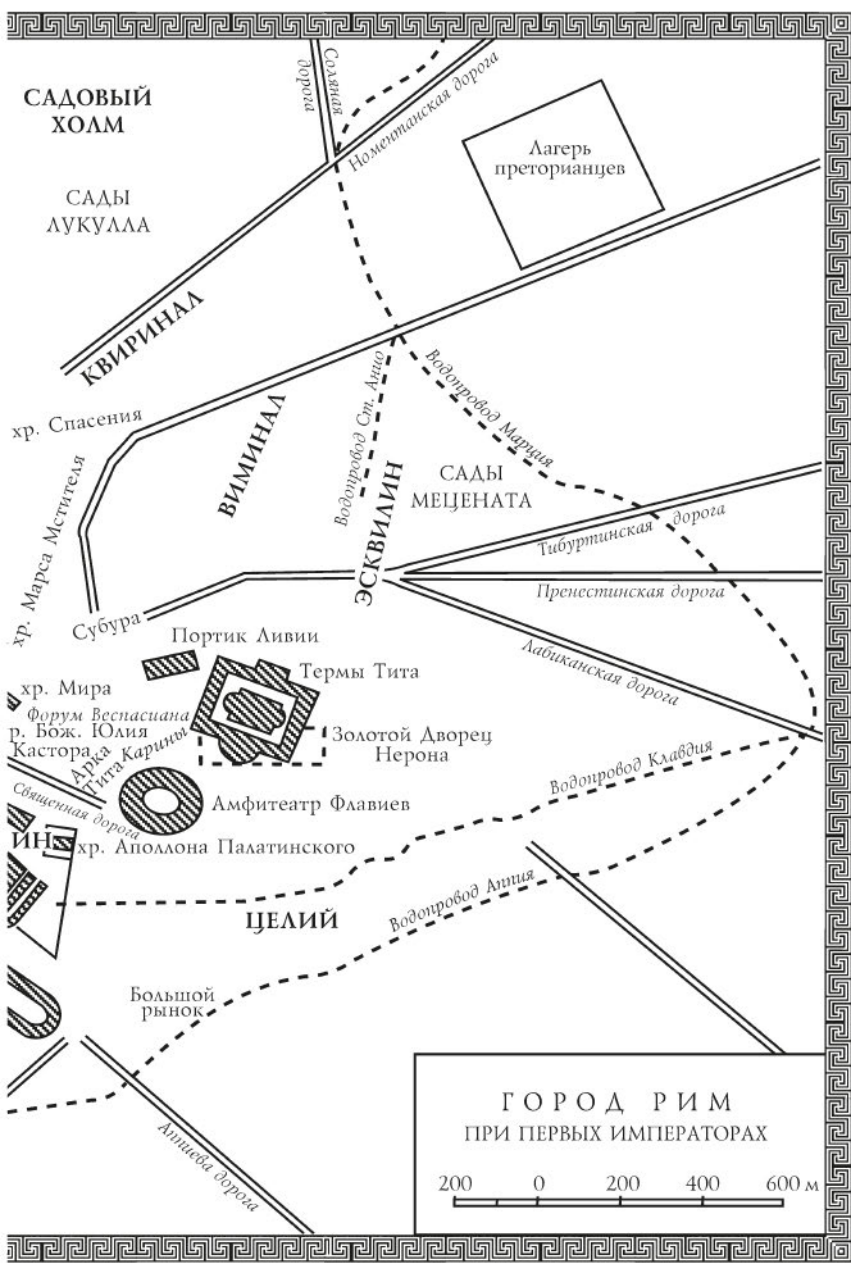 САДОВЫЙ
ХОЛМ
Соляная
дорога
Номентанская дорога
Лагерь
преторианцев
САДЫ
ЛУКУЛЛА
КВИРИНАЛ
хр. Спасения
ВИМИНАЛ
Водопровод Ст. Анио
Водопровод Марция
САДЫ
МЕЦЕНАТА
ЭСКВИЛИН
хр. Марса Мстителя
Тибуртинская дорога
Пренестинская дорога
Лабиканская дорога
Субура
Портик Ливии
Термы Тита
хр. Мира
Форум Веспасиана
р. Бож. Юлия
Кастора
Арка
Тита
Карины
Золотой Дворец
Нерона
Священная дорога
Амфитеатр Флавиев
Водопровод Клавдия
ИН
хр. Аполлона Палатинского
ЦЕЛИЙ
Водопровод Аппия
Большой
рынок
Аппиева дорога
ГОРОД РИМ
ПРИ ПЕРВЫХ ИМПЕРАТОРАХ
200 0 200 400 600 м